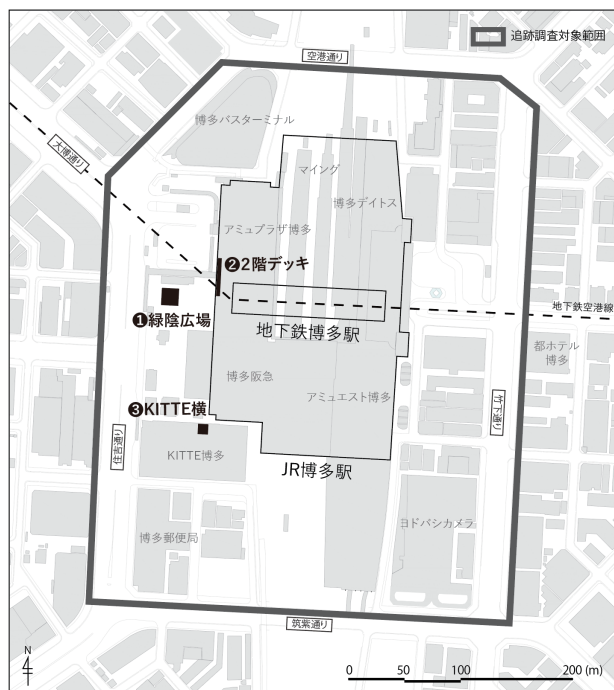 追跡調査対象範囲
空港通り
博多バスターミナル
大博通り
マイング
博多デイトス
アミュプラザ博多
❷2階デッキ
❶緑陰広場
地下鉄空港線
地下鉄博多駅
都ホテル
博多
博多阪急
アミュエスト博多
❸KITTE横
竹下通り
住吉通り
KITTE博多
JR博多駅
ヨドバシカメラ
博多郵便局
筑紫通り
N
0 50 100 200 (m)